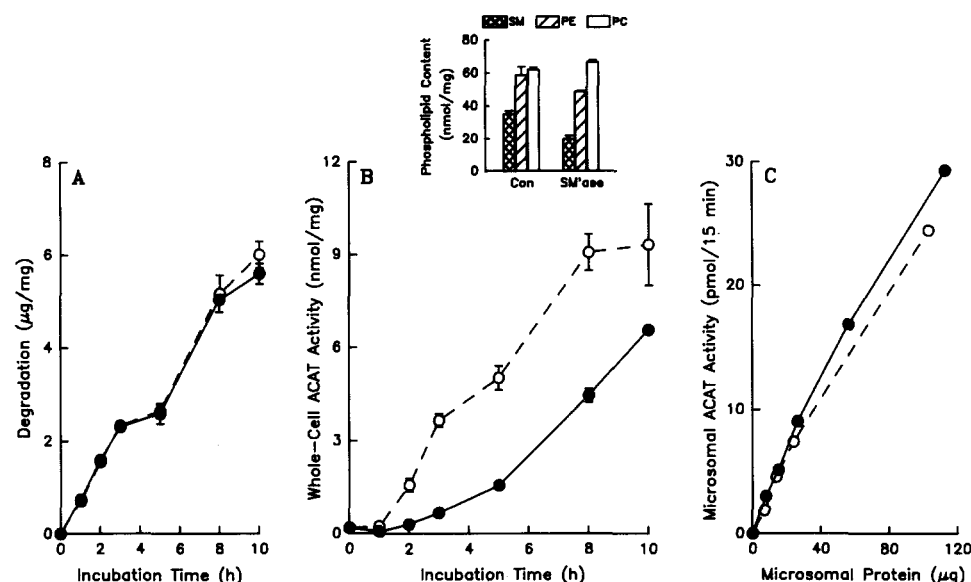 SM PE PC
Phospholipid Content
(nmol/mg)
80
60
40
20
0
Con SM'ase
A
Degradation (μg/mg)
8
6
4
2
0
0 2 4 6 8 10
Incubation Time (h)
B
Whole-Cell ACAT Activity (nmol/mg)
12
9
6
3
0
0 2 4 6 8 10
Incubation Time (h)
C
Microsomal ACAT Activity (pmol/15 min)
30
20
10
0
0 40 80 120
Microsomal Protein (μg)